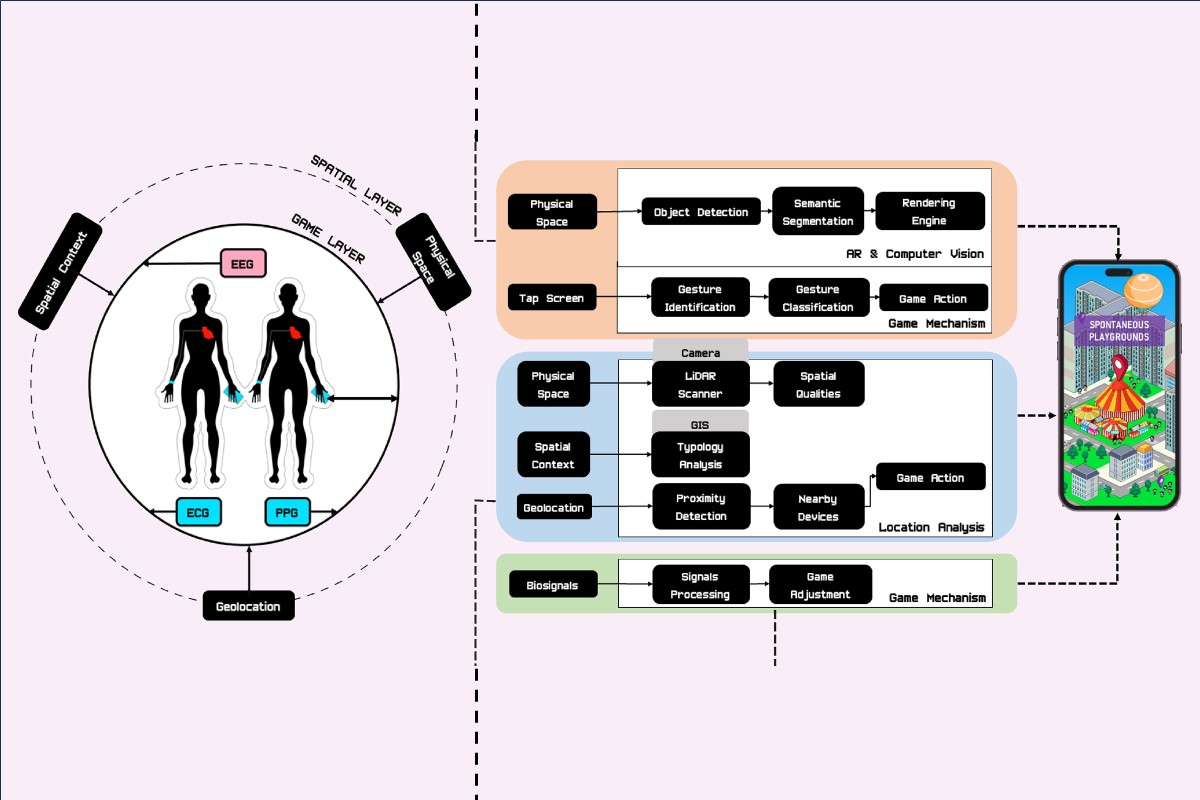 SPATIAL LAYER
GAME LAYER
Spatial Context
Physical
Space
EEG
ECG
PPG
Geolocation
Physical
Space
Object Detection
Semantic
Segmentation
Rendering
Engine
AR & Computer Vision
Tap Screen
Gesture
Identification
Gesture
Classification
Game Action
Game Mechanism
Camera
Physical
Space
LiDAR
Scanner
Spatial
Qualities
GIS
Spatial
Context
Typology
Analysis
Geolocation
Proximity
Detection
Nearby
Devices
Game Action
Location Analysis
Biosignals
Signals
Processing
Game
Adjustment
Game Mechanism
SPONTANEOUS
PLAYGROUNDS